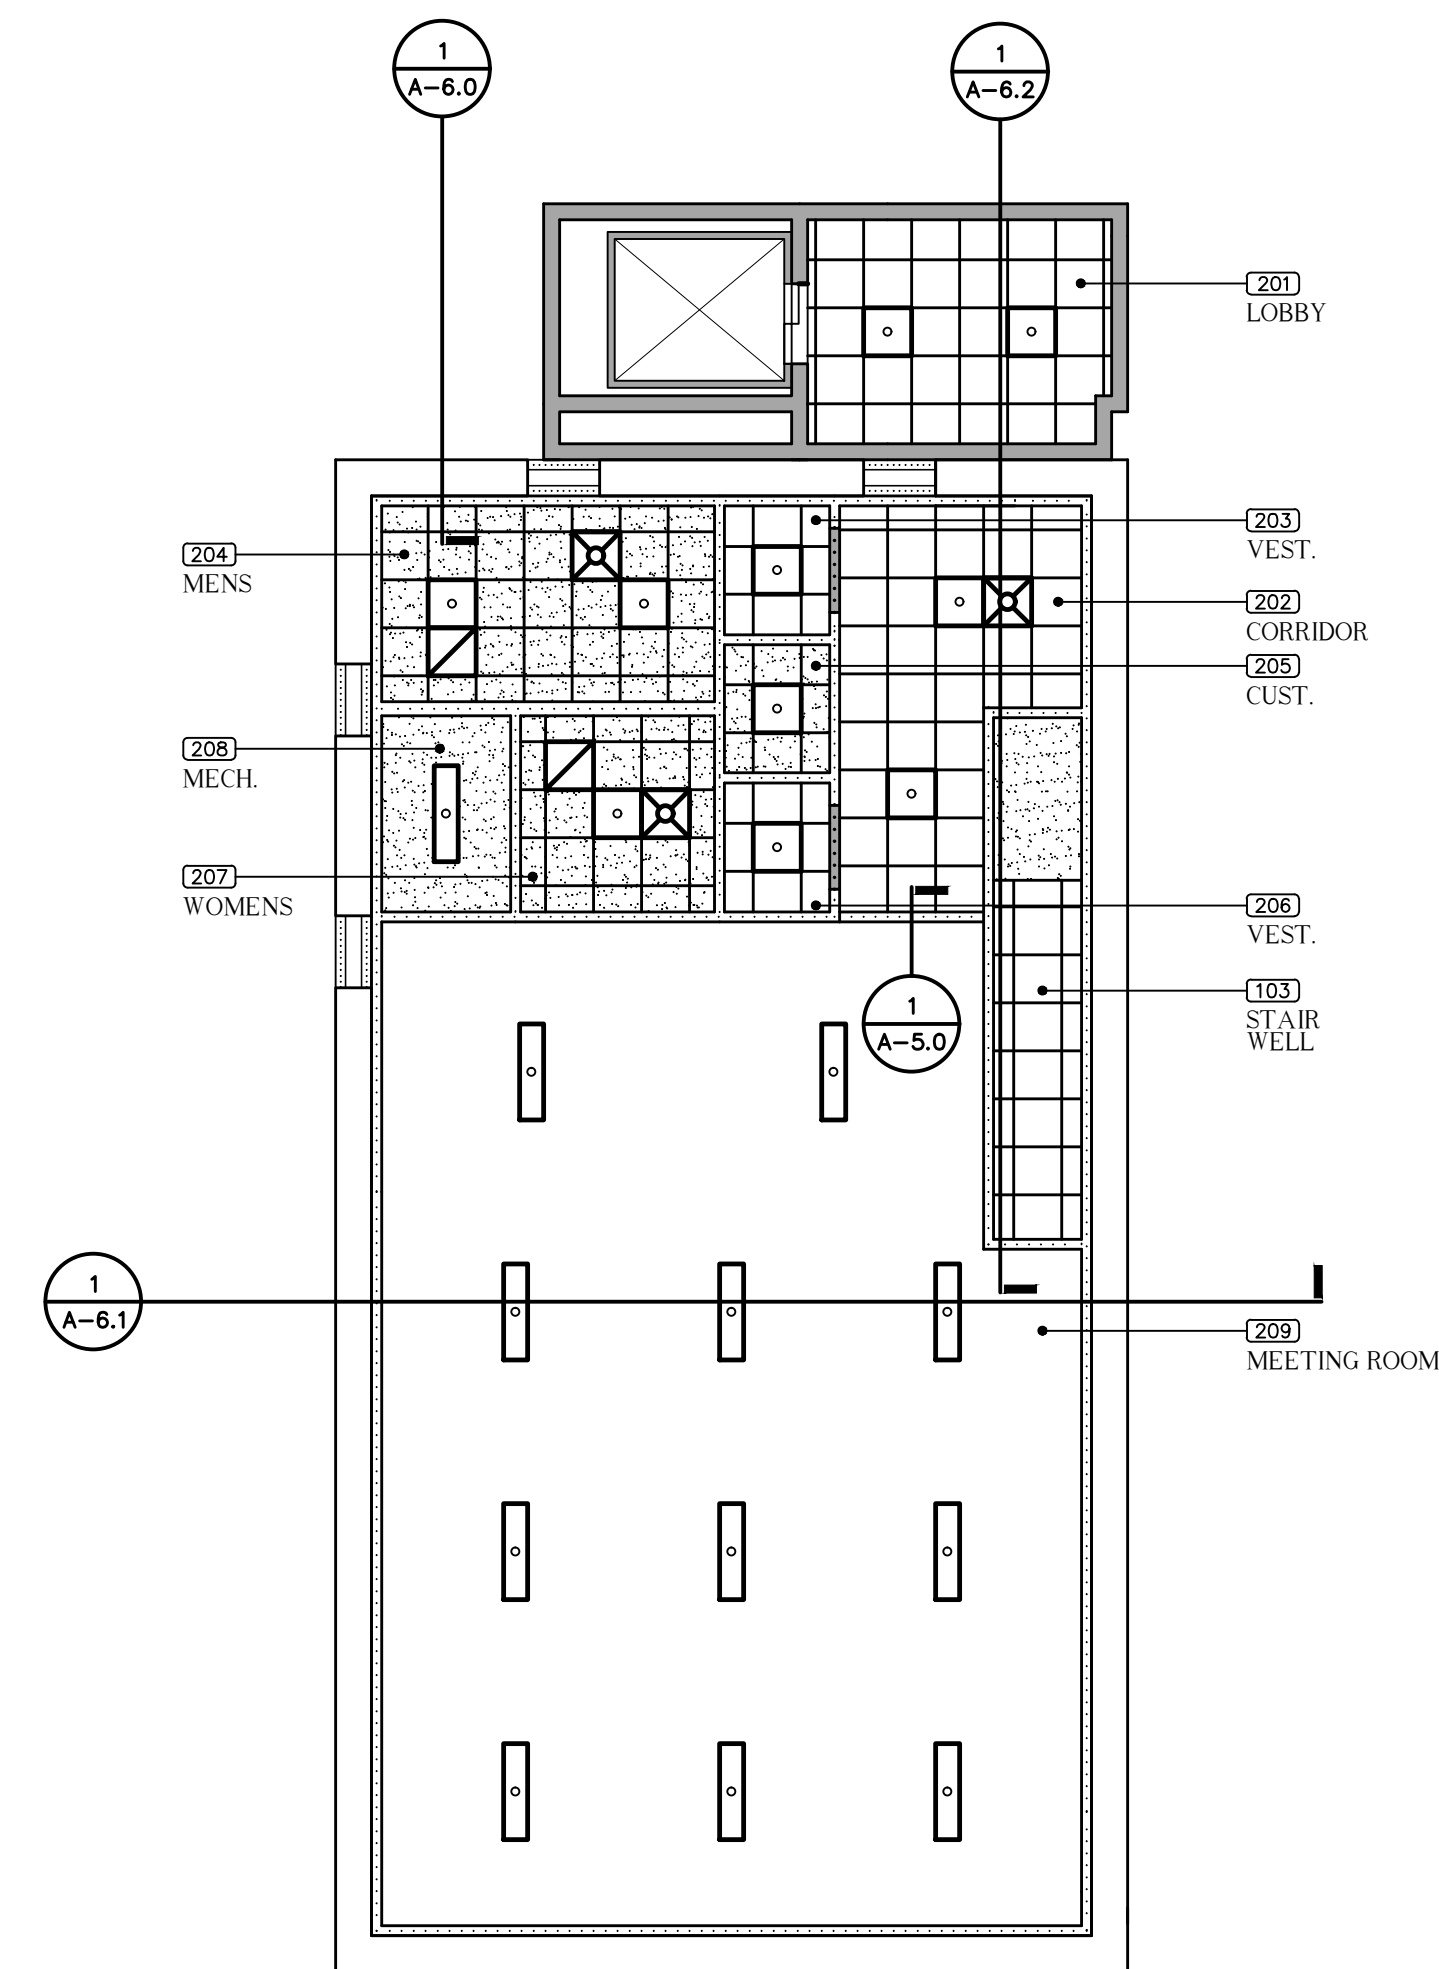 1
A-6.0
1
A-6.2
201
LOBBY
203
VEST.
204
MENS
202
CORRIDOR
205
CUST.
208
MECH.
207
WOMENS
206
VEST.
103
STAIR
WELL
1
A-5.0
1
A-6.1
209
MEETING ROOM